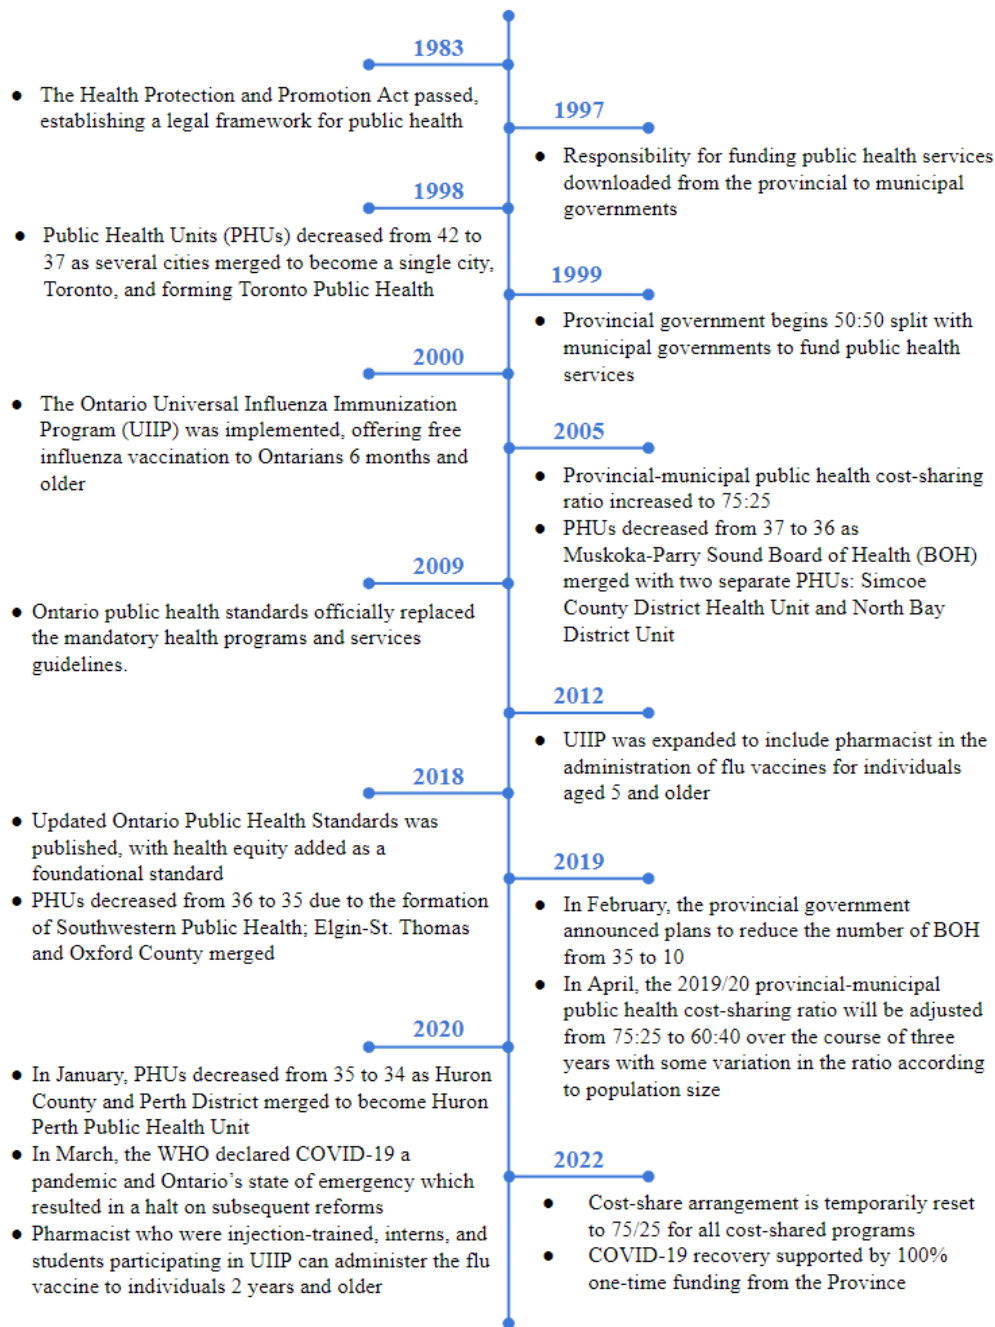 1983
● The Health Protection and Promotion Act passed,
establishing a legal framework for public health
1997
● Responsibility for funding public health services
downloaded from the provincial to municipal
governments
1998
● Public Health Units (PHUs) decreased from 42 to
37 as several cities merged to become a single city,
Toronto, and forming Toronto Public Health
1999
● Provincial government begins 50:50 split with
municipal governments to fund public health
services
2000
● The Ontario Universal Influenza Immunization
Program (UIIP) was implemented, offering free
influenza vaccination to Ontarians 6 months and
older
2005
● Provincial-municipal public health cost-sharing
ratio increased to 75:25
● PHUs decreased from 37 to 36 as
Muskoka-Parry Sound Board of Health (BOH)
merged with two separate PHUs: Simcoe
County District Health Unit and North Bay
District Unit
2009
● Ontario public health standards officially replaced
the mandatory health programs and services
guidelines.
2012
● UIIP was expanded to include pharmacist in the
administration of flu vaccines for individuals
aged 5 and older
2018
● Updated Ontario Public Health Standards was
published, with health equity added as a
foundational standard
● PHUs decreased from 36 to 35 due to the formation
of Southwestern Public Health; Elgin-St. Thomas
and Oxford County merged
2019
● In February, the provincial government
announced plans to reduce the number of BOH
from 35 to 10
● In April, the 2019/20 provincial-municipal
public health cost-sharing ratio will be adjusted
from 75:25 to 60:40 over the course of three
years with some variation in the ratio according
to population size
2020
● In January, PHUs decreased from 35 to 34 as Huron
County and Perth District merged to become Huron
Perth Public Health Unit
● In March, the WHO declared COVID-19 a
pandemic and Ontario’s state of emergency which
resulted in a halt on subsequent reforms
● Pharmacist who were injection-trained, interns, and
students participating in UIIP can administer the flu
vaccine to individuals 2 years and older
2022
● Cost-share arrangement is temporarily reset
to 75/25 for all cost-shared programs
● COVID-19 recovery supported by 100%
one-time funding from the Province